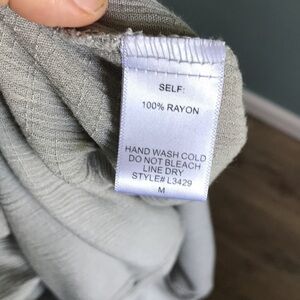 SELF:
100% RAYON
HAND WASH COLD
DO NOT BLEACH
LINE DRY
STYLE# L3429
M